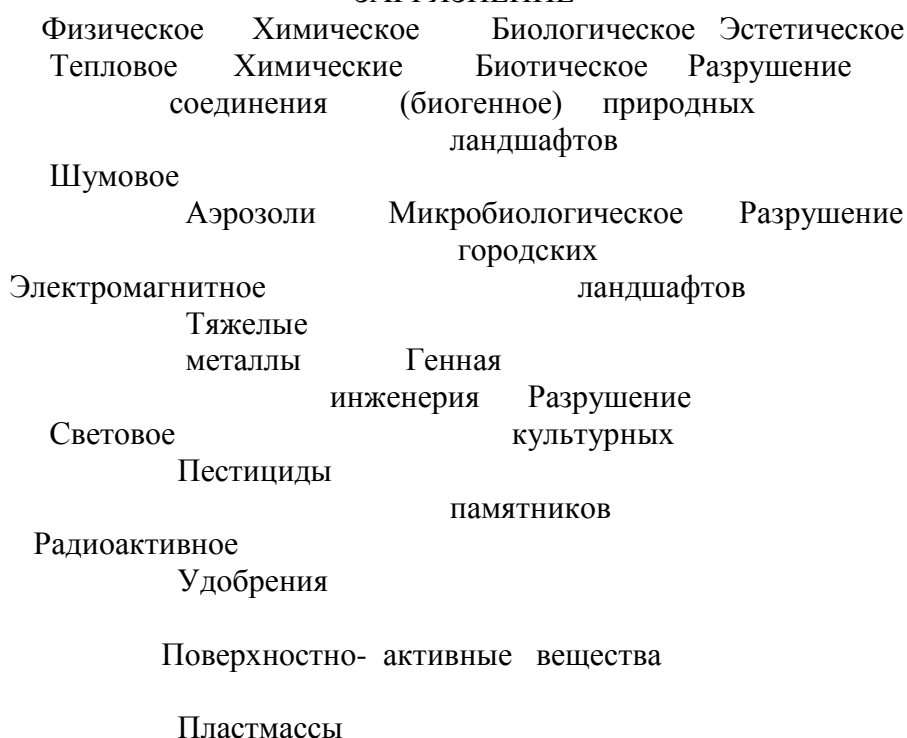 ЗАГРЯЗНЕНИЕ
Физическое Химическое Биологическое Эстетическое
Тепловое Химические Биотическое Разрушение
соединения (биогенное) природных
ландшафтов
Шумовое
Аэрозоли Микробиологическое Разрушение
городских
Электромагнитное ландшафтов
Тяжелые
металлы Генная
инженерия Разрушение
Световое культурных
Пестициды
памятников
Радиоактивное
Удобрения
Поверхностно- активные вещества
Пластмассы